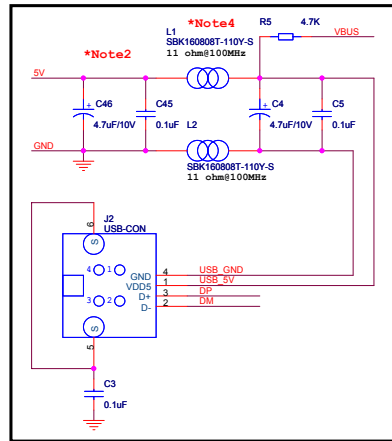 *Note4
R5 4.7K
L1
VBUS
SBK160808T-110Y-S
11 ohm@100MHz
*Note2
5V
C46
4.7uF/10V
C45
0.1uF
C4
4.7uF/10V
C5
0.1uF
L2
GND
SBK160808T-110Y-S
11 ohm@100MHz
J2
USB-CON
6
S
4 1
3 2
GND 4 USB_GND
VDD5 1 USB_5V
D+ 3 DP
D- 2 DM
S
5
C3
0.1uF